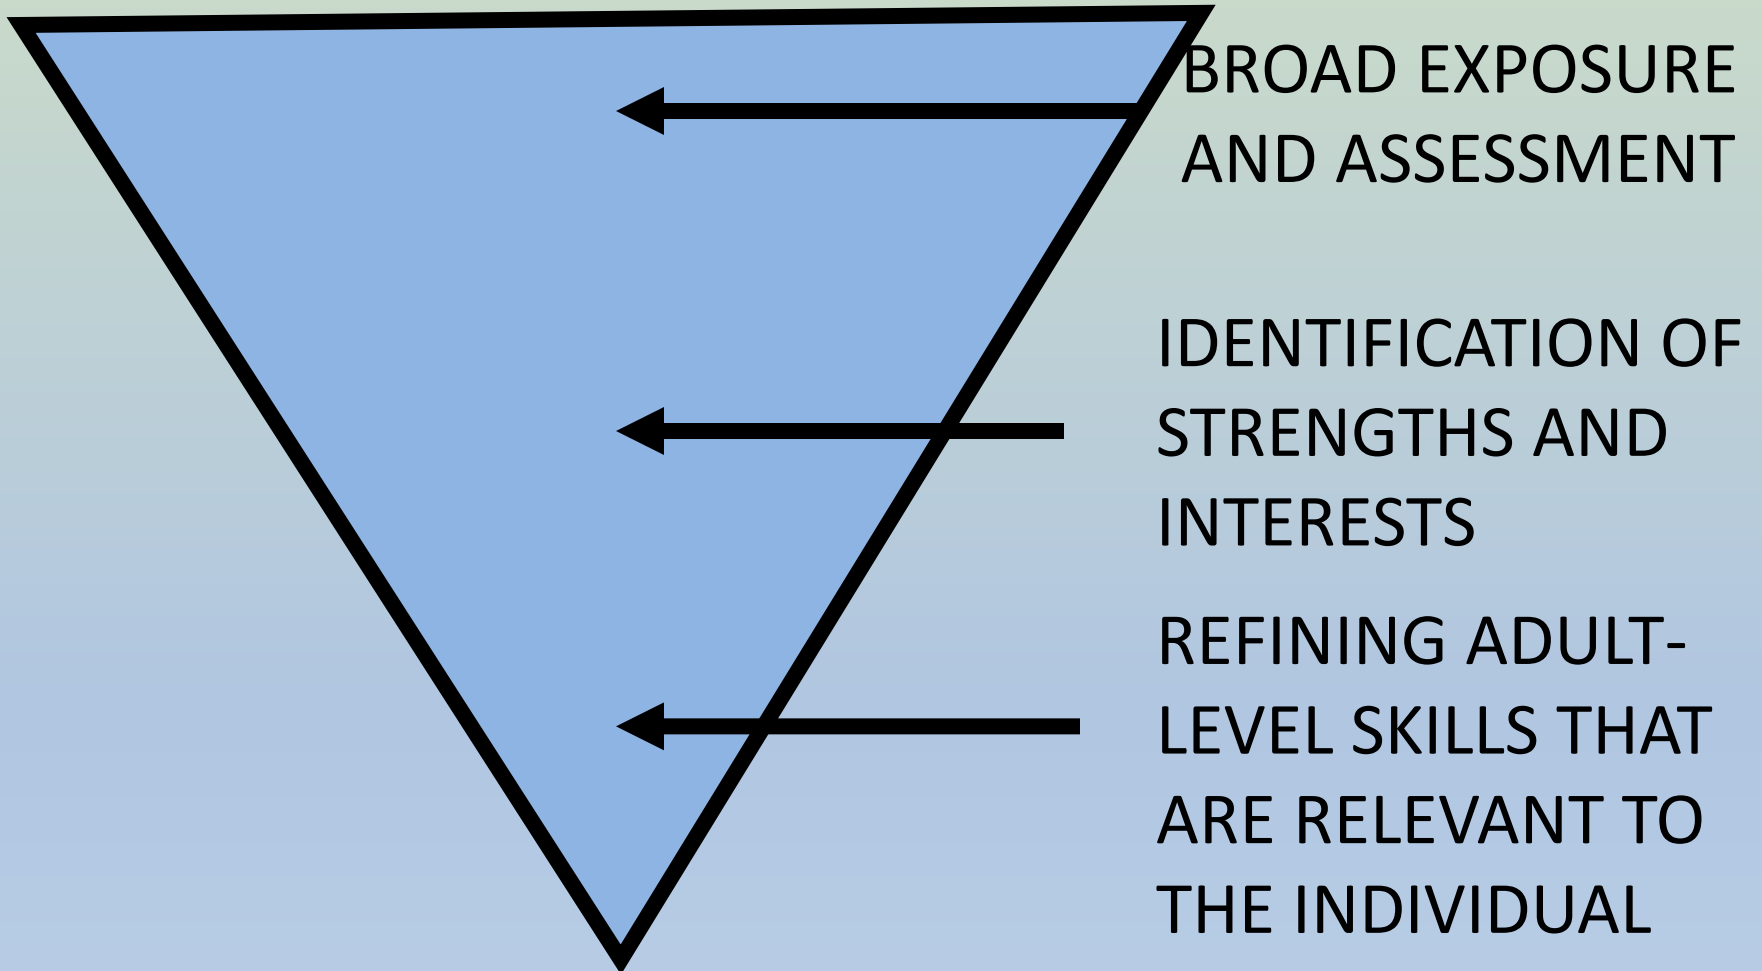 BROAD EXPOSURE
AND ASSESSMENT
IDENTIFICATION OF
STRENGTHS AND
INTERESTS
REFINING ADULT-
LEVEL SKILLS THAT
ARE RELEVANT TO
THE INDIVIDUAL